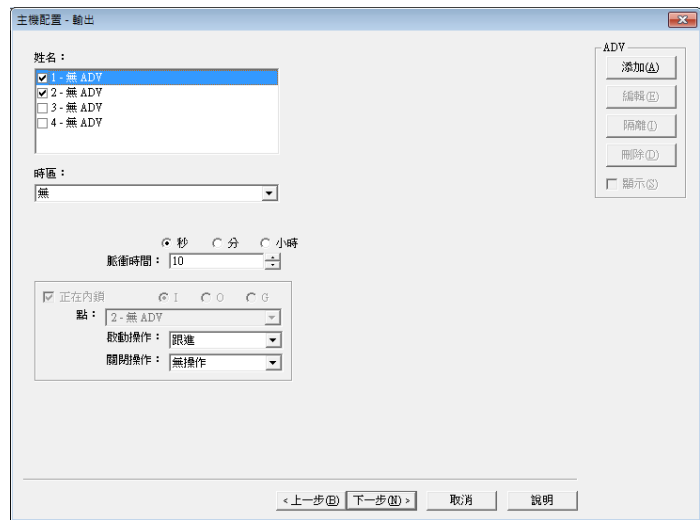 主機配置 - 輸出
姓名：
1 - 無 ADV
2 - 無 ADV
3 - 無 ADV
4 - 無 ADV
時區：
無
秒 分 小時
脈衝時間： 10
正在內鎖 I O G
點： 2 - 無 ADV
啟動操作： 跟進
關閉操作： 無操作
ADV
添加(A)
編輯(E)
隔離(I)
刪除(D)
顯示(S)
<上一步(B) 下一步(N)> 取消 說明